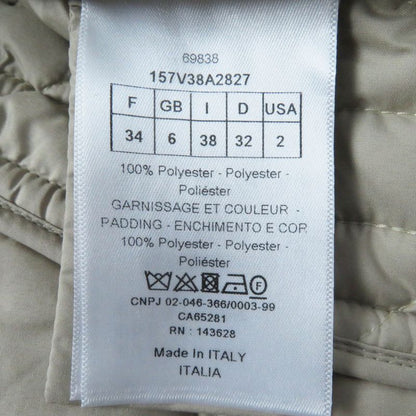 69838
157V38A2827
F GB I D USA
34 6 38 32 2
100% Polyester - Polyester -
Poliéster
GARNISSAGE ET COULEUR -
PADDING - ENCHIMENTO E COR
100% Polyester - Polyester -
Poliéster
F
CNPJ 02-046-366/0003-99
CA65281
RN : 143628
Made In ITALY
ITALIA